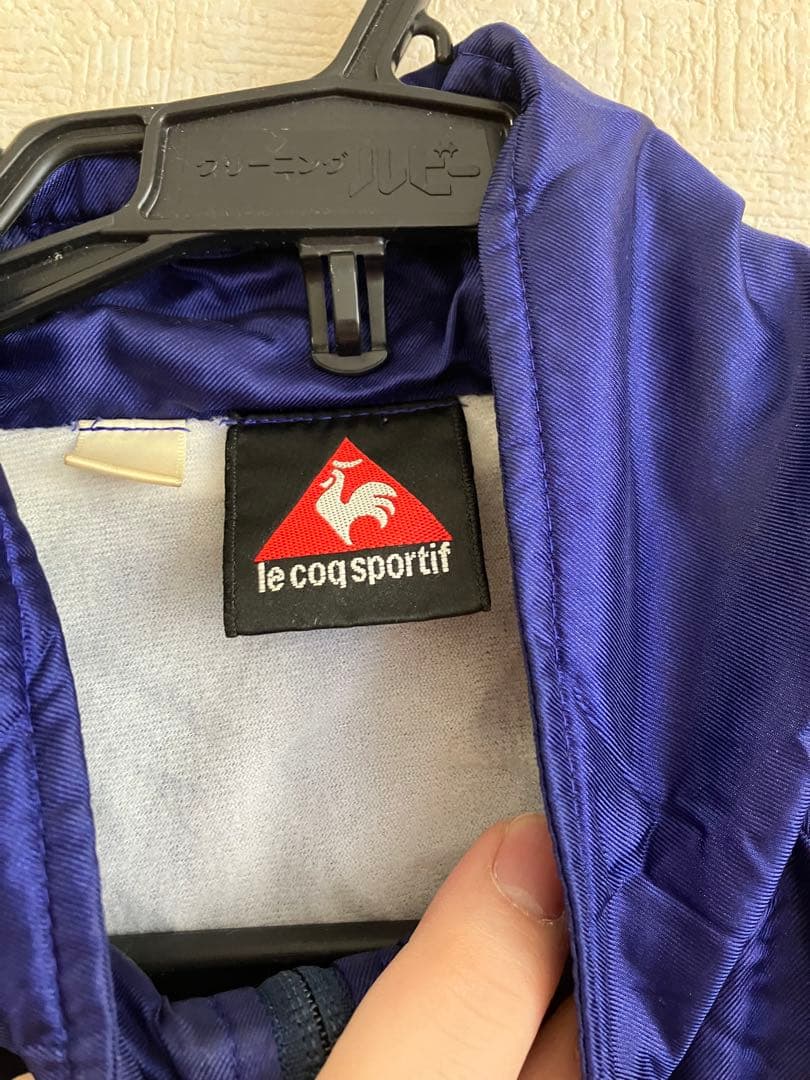 クリーニング ルビー
le coq sportif